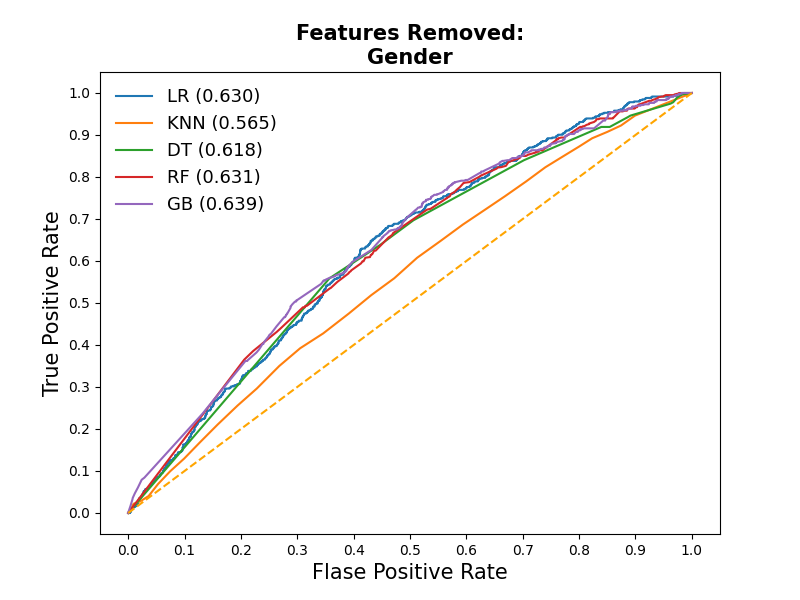 Features Removed:
Gender
LR (0.630)
KNN (0.565)
DT (0.618)
RF (0.631)
GB (0.639)
True Positive Rate
1.0
0.9
0.8
0.7
0.6
0.5
0.4
0.3
0.2
0.1
0.0
0.0 0.1 0.2 0.3 0.4 0.5 0.6 0.7 0.8 0.9 1.0
Flase Positive Rate